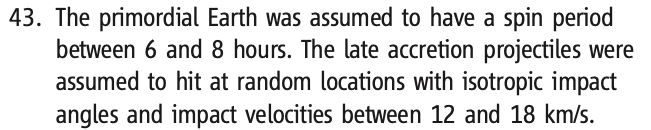 43. The primordial Earth was assumed to have a spin period
between 6 and 8 hours. The late accretion projectiles were
assumed to hit at random locations with isotropic impact
angles and impact velocities between 12 and 18 km/s.